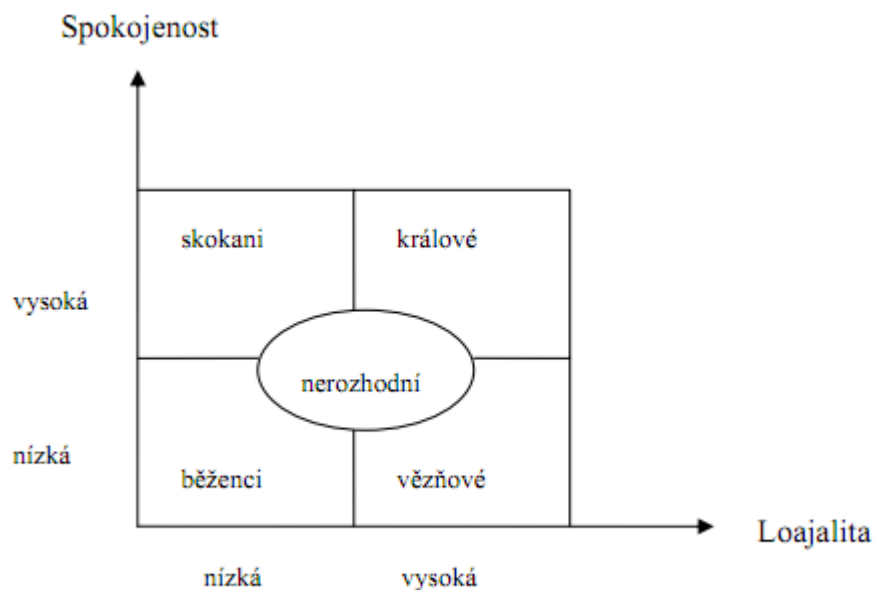 Spokojenost
skokani
králové
vysoká
nerozhodní
nízká
běženci
vězňové
Loajalita
nízká
vysoká